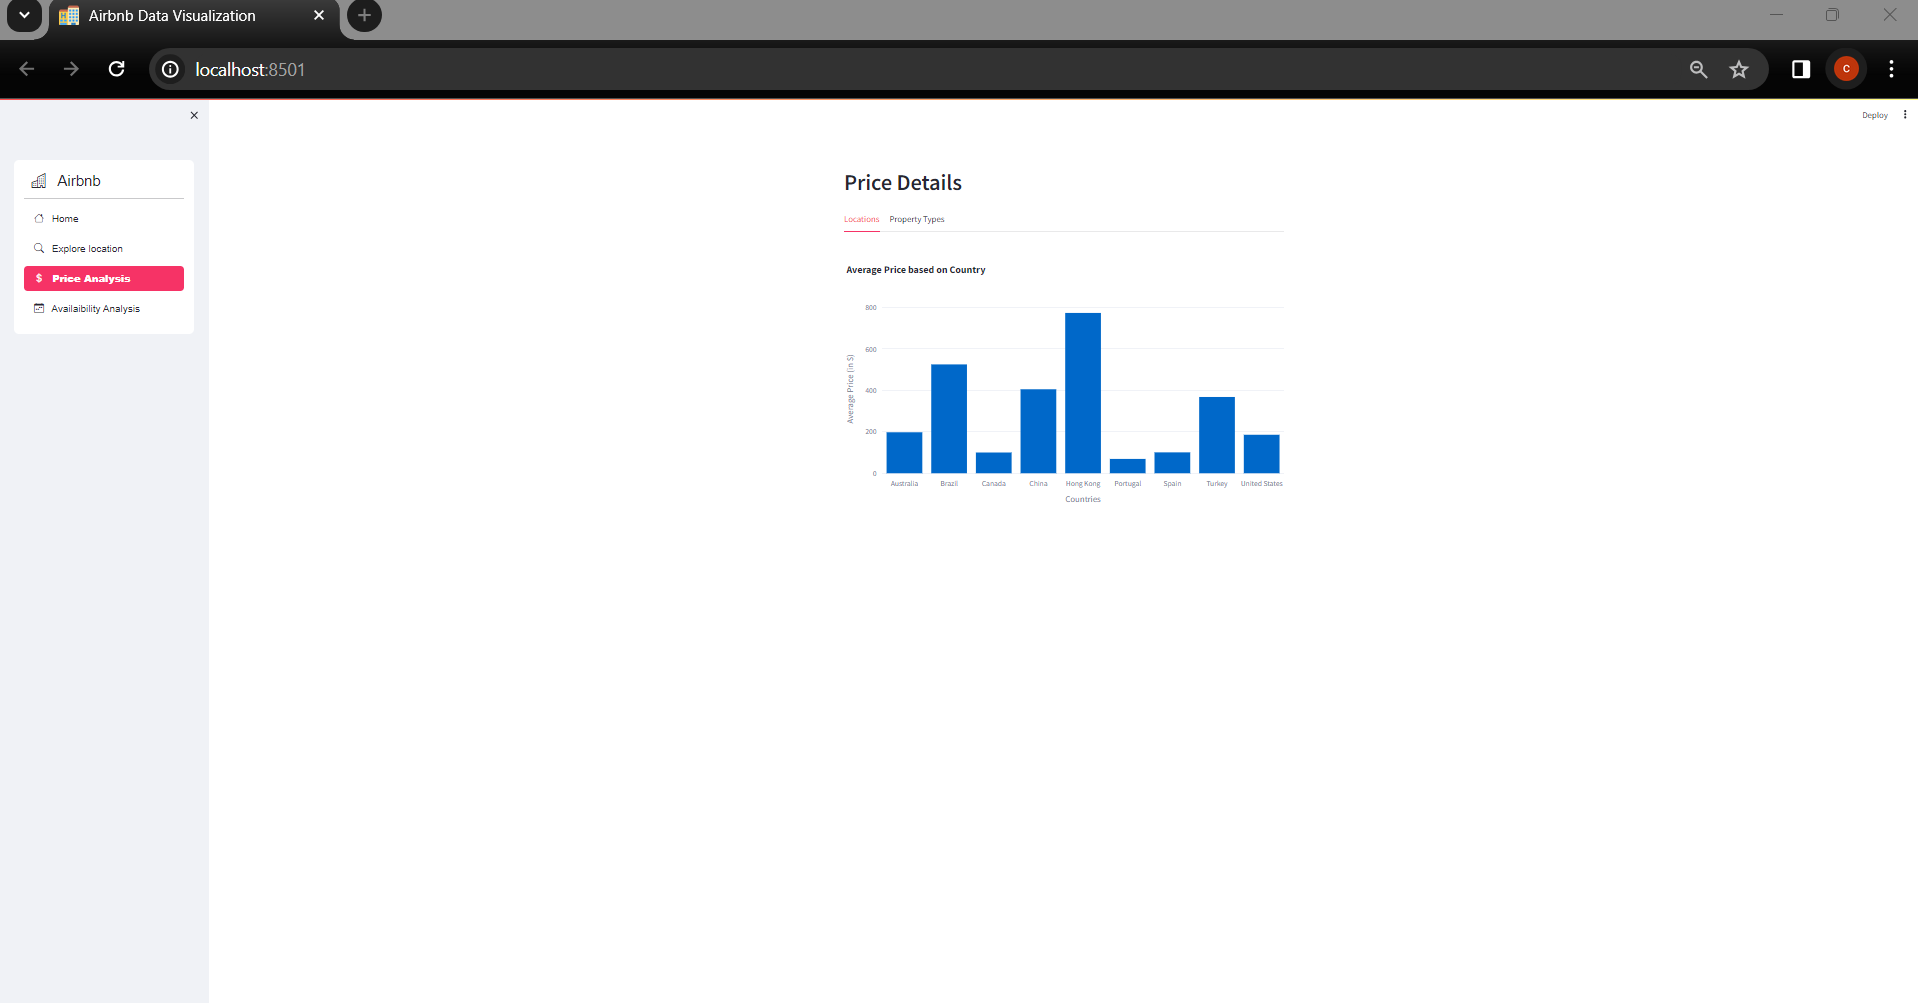 Airbnb Data Visualization
localhost:8501
Deploy
Airbnb
Home
Explore location
Price Analysis
Availaibility Analysis
Price Details
Locations Property Types
Average Price based on Country
Average Price (in $)
800
600
400
200
0
Australia Brazil Canada China Hong Kong Portugal Spain Turkey United States
Countries
C